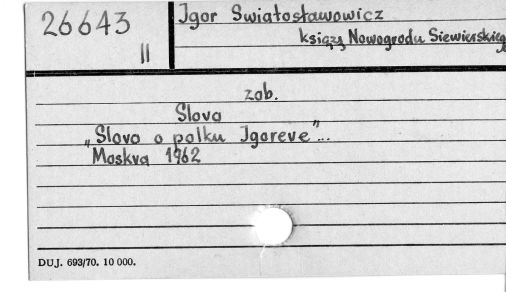 26643
II
Igor Swiatosławowicz
książę Nowogrodu Siewierskieg
zob.
Slova
„Slovo o polku Igoreve"...
Moskva 1962
DUJ. 693/70. 10 000.